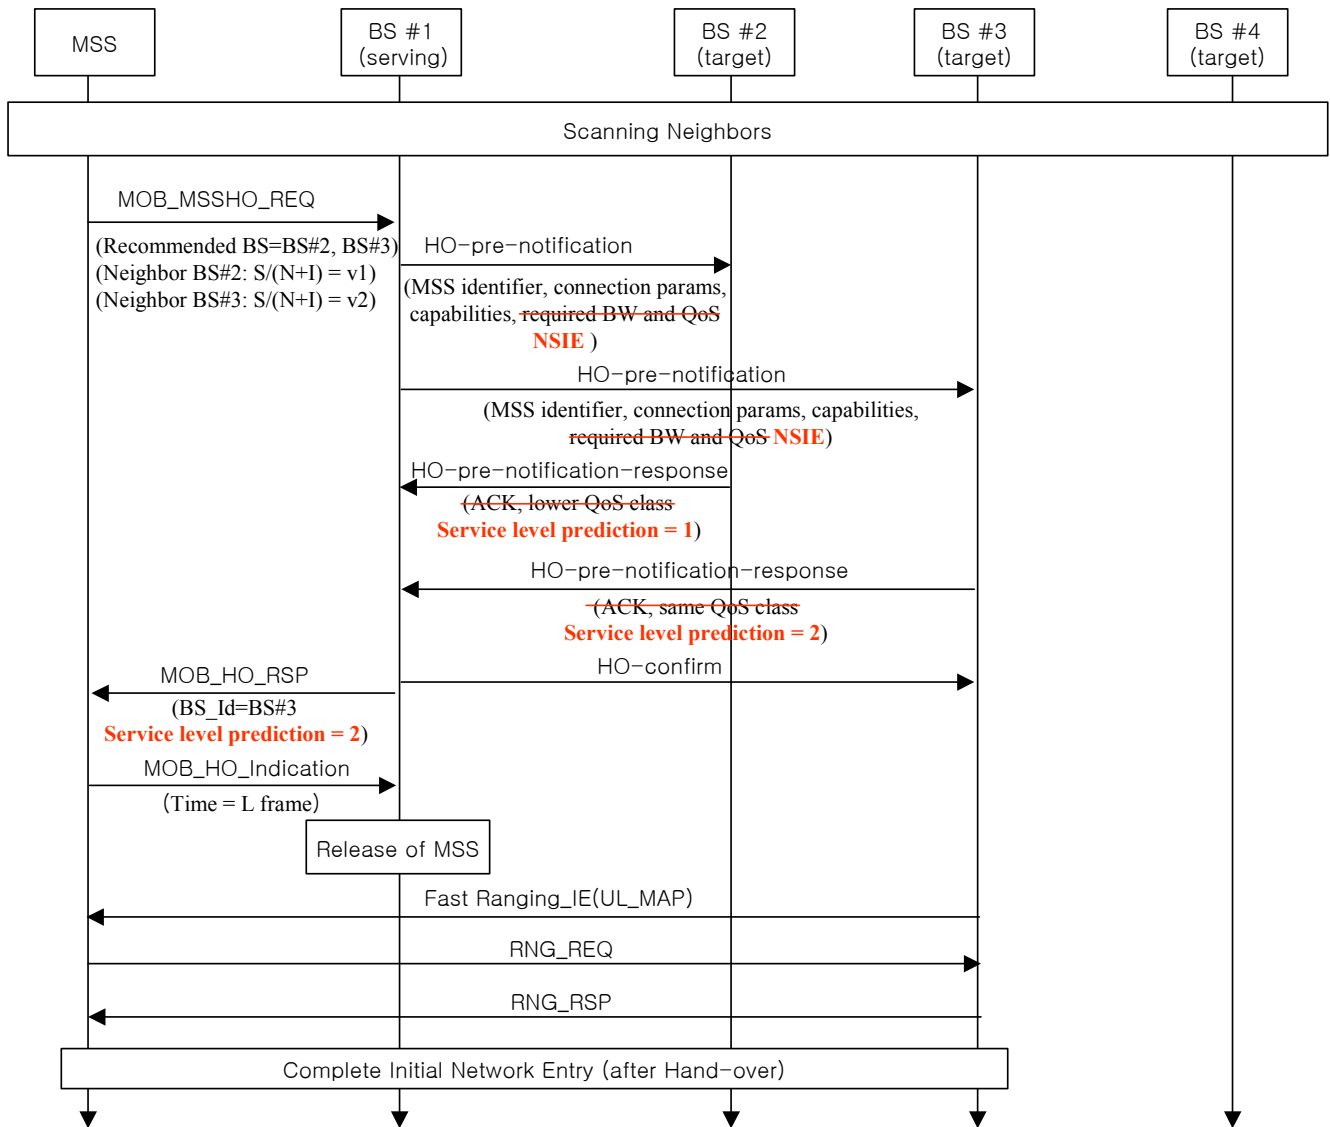 MSS
BS #1
(serving)
BS #2
(target)
BS #3
(target)
BS #4
(target)
Scanning Neighbors
MOB_MSSHO_REQ
(Recommended BS=BS#2, BS#3)
(Neighbor BS#2: S/(N+I) = v1)
(Neighbor BS#3: S/(N+I) = v2)
HO-pre-notification
(MSS identifier, connection params,
capabilities, required BW and QoS
NSIE )
HO-pre-notification
(MSS identifier, connection params, capabilities,
required BW and QoS NSIE)
HO-pre-notification-response
(ACK, lower QoS class
Service level prediction = 1)
HO-pre-notification-response
(ACK, same QoS class
Service level prediction = 2)
HO-confirm
MOB_HO_RSP
(BS_Id=BS#3
Service level prediction = 2)
MOB_HO_Indication
(Time = L frame)
Release of MSS
Fast Ranging_IE(UL_MAP)
RNG_REQ
RNG_RSP
Complete Initial Network Entry (after Hand-over)